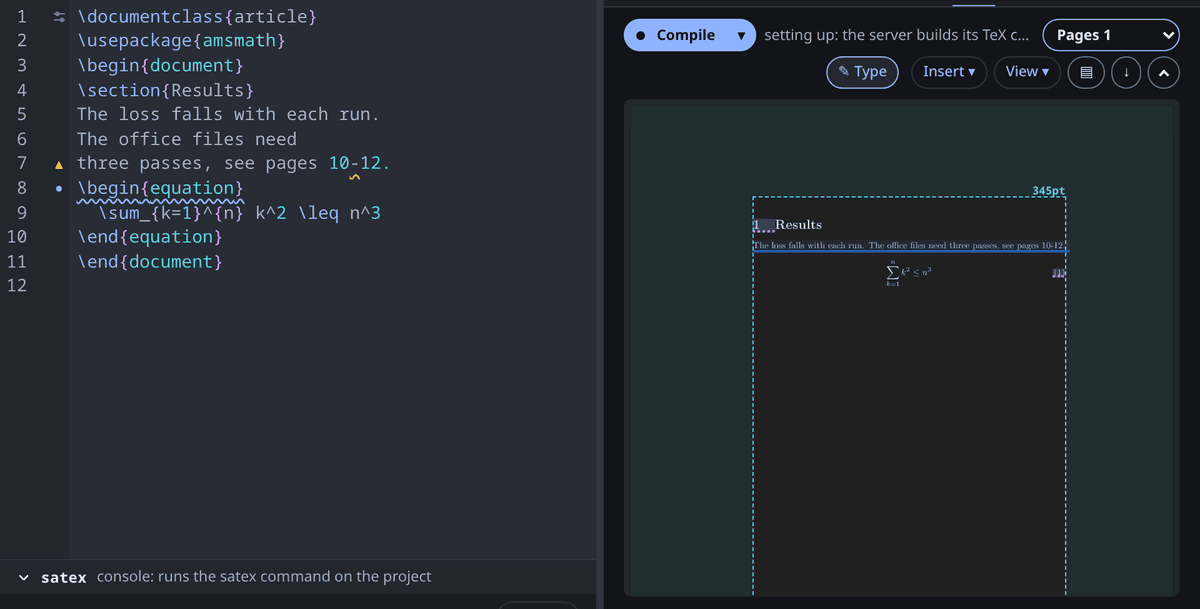 1 \documentclass{article}
2 \usepackage{amsmath}
3 \begin{document}
4 \section{Results}
5 The loss falls with each run.
6 The office files need
7 three passes, see pages 10-12.
8 \begin{equation}
9 \sum_{k=1}^{n} k^2 \leq n^3
10 \end{equation}
11 \end{document}
12
satex console: runs the satex command on the project
Compile ▾ setting up: the server builds its TeX c... Pages 1
Type Insert ▾ View ▾
345pt
1 Results
The loss falls with each run. The office files need three passes, see pages 10-12.
n
∑ k² ≤ n³ (1)
k=1